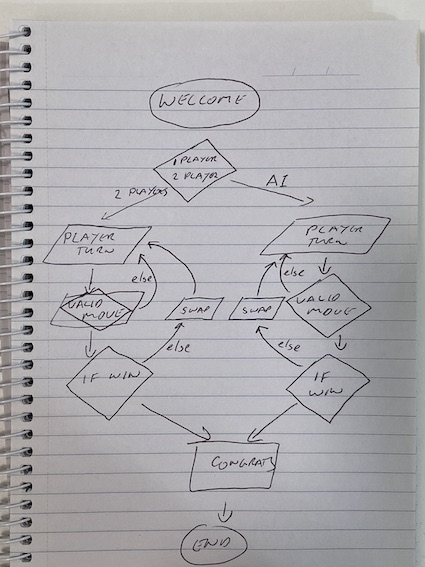 WELCOME
1 PLAYER
2 PLAYER
2 PLAYERS
AI
PLAYER
TURN
PLAYER
TURN
else
else
VALID
MOVE
SWAP
SWAP
VALID
MOVE
else
else
IF WIN
IF
WIN
CONGRATS
END